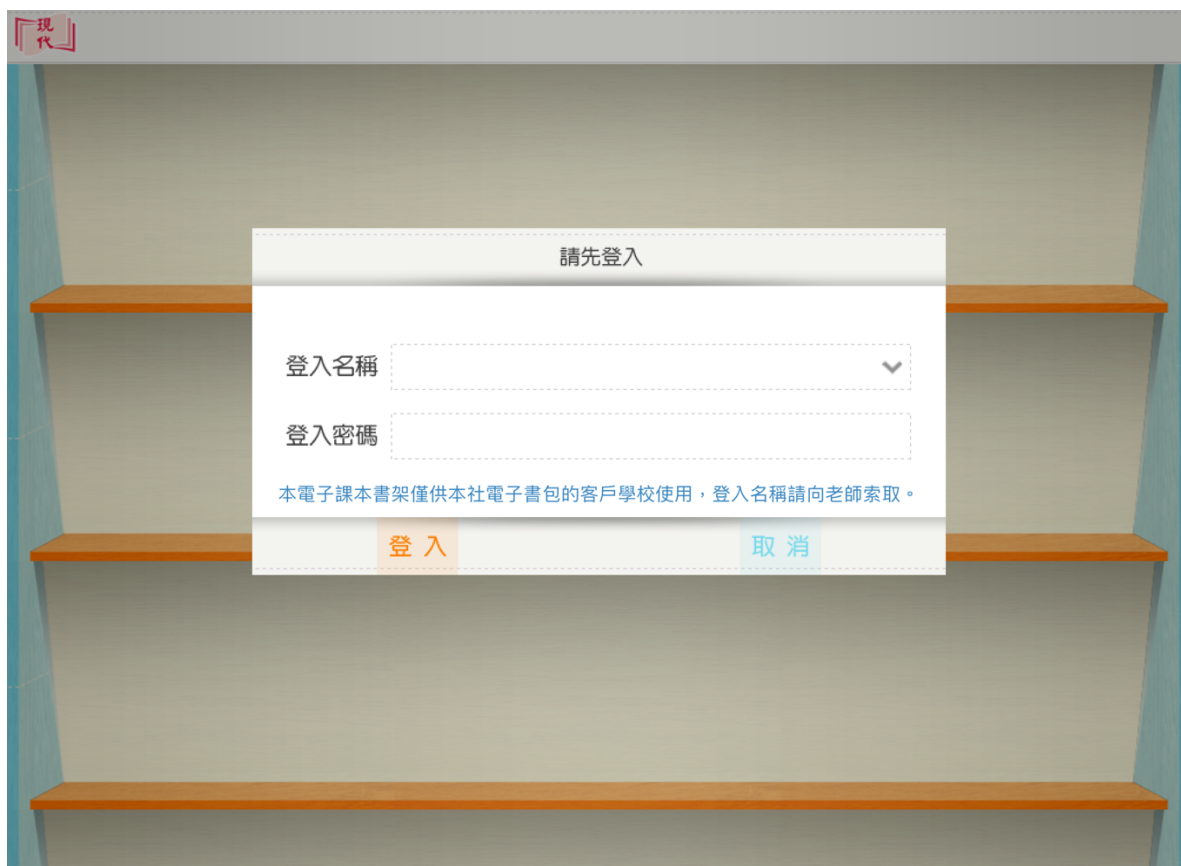 現
代
請先登入
登入名稱
登入密碼
本電子課本書架僅供本社電子書包的客戶學校使用，登入名稱請向老師索取。
登 入 取 消